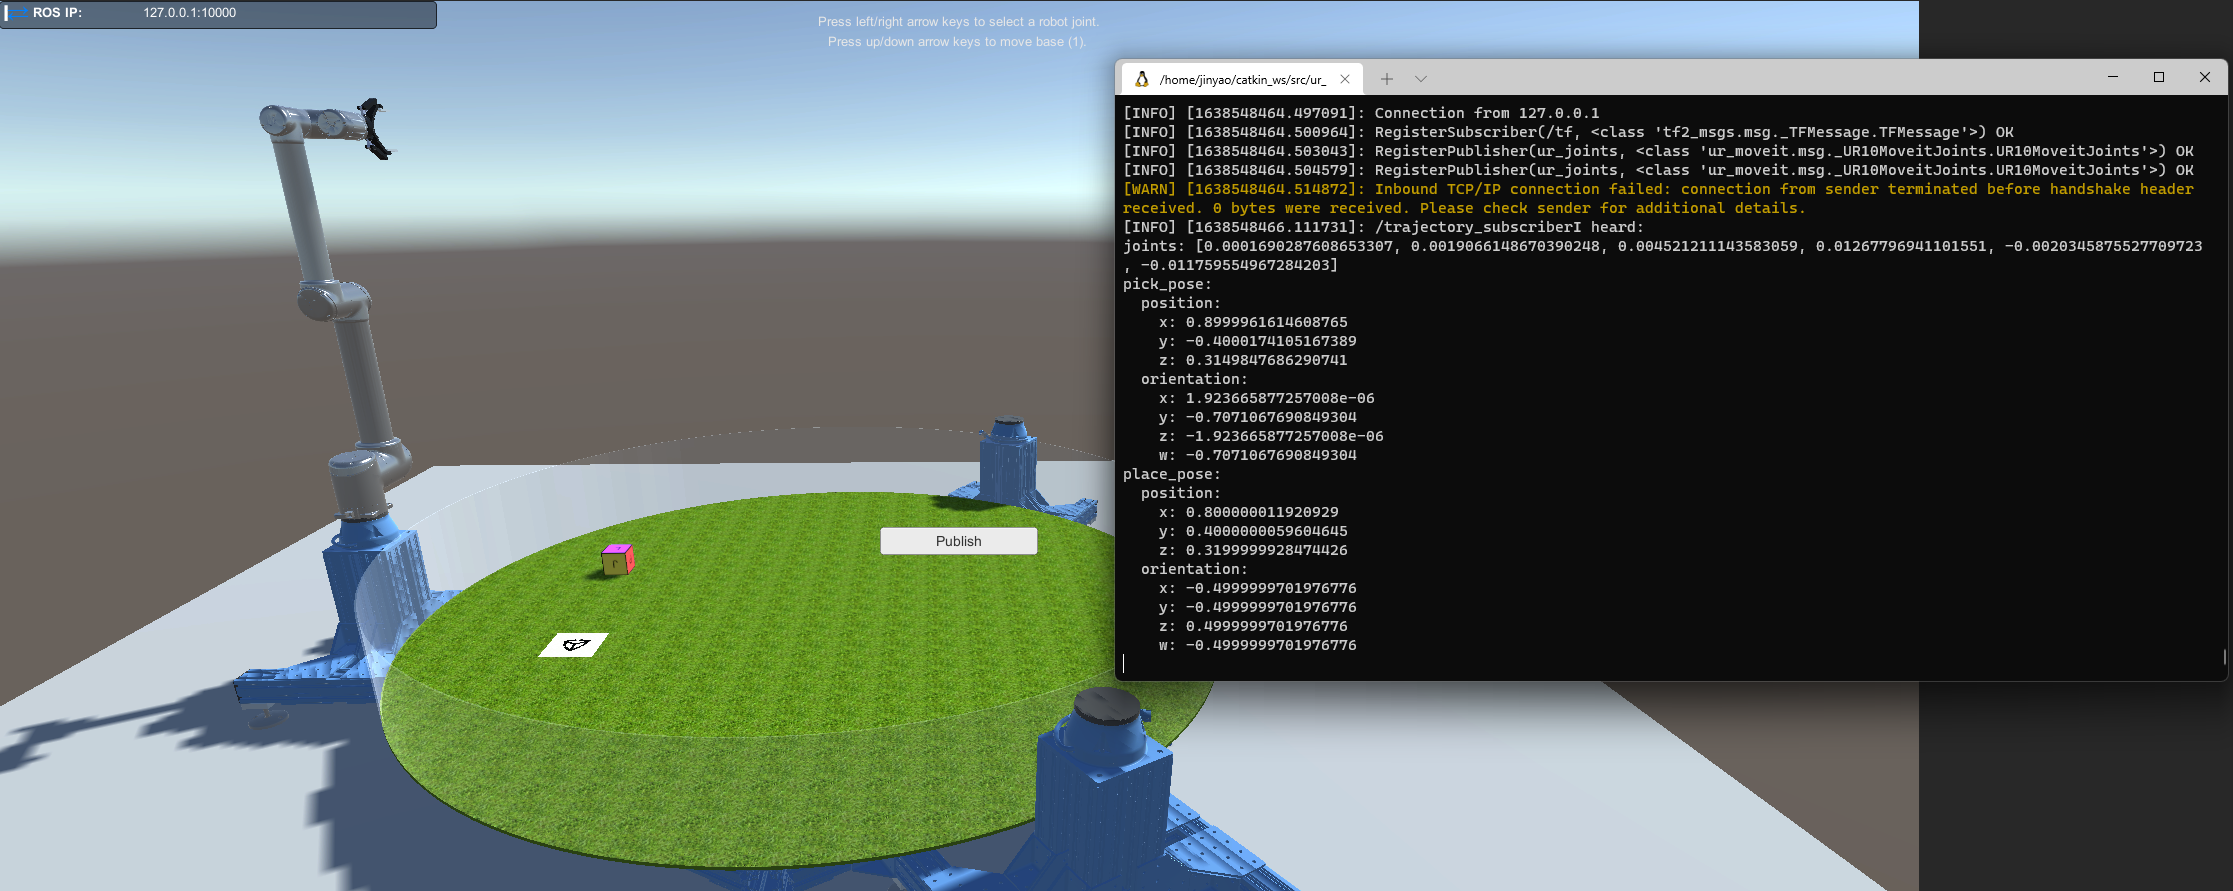 ROS IP: 127.0.0.1:10000
Press left/right arrow keys to select a robot joint.
Press up/down arrow keys to move base (1).
Publish
/home/jinyao/catkin_ws/src/ur_
[INFO] [1638548464.497091]: Connection from 127.0.0.1
[INFO] [1638548464.500964]: RegisterSubscriber(/tf, <class 'tf2_msgs.msg._TFMessage.TFMessage'>) OK
[INFO] [1638548464.503043]: RegisterPublisher(ur_joints, <class 'ur_moveit.msg._UR10MoveitJoints.UR10MoveitJoints'>) OK
[INFO] [1638548464.504579]: RegisterPublisher(ur_joints, <class 'ur_moveit.msg._UR10MoveitJoints.UR10MoveitJoints'>) OK
[WARN] [1638548464.514872]: Inbound TCP/IP connection failed: connection from sender terminated before handshake header
received. 0 bytes were received. Please check sender for additional details.
[INFO] [1638548466.111731]: /trajectory_subscriberI heard:
joints: [0.0001690287608653307, 0.0019066148670390248, 0.004521211143583059, 0.01267796941101551, -0.0020345875527709723
, -0.011759554967284203]
pick_pose:
position:
x: 0.8999961614608765
y: -0.4000174105167389
z: 0.3149847686290741
orientation:
x: 1.923665877257008e-06
y: -0.7071067690849304
z: -1.923665877257008e-06
w: -0.7071067690849304
place_pose:
position:
x: 0.800000011920929
y: 0.4000000059604645
z: 0.3199999928474426
orientation:
x: -0.4999999701976776
y: -0.4999999701976776
z: 0.4999999701976776
w: -0.4999999701976776